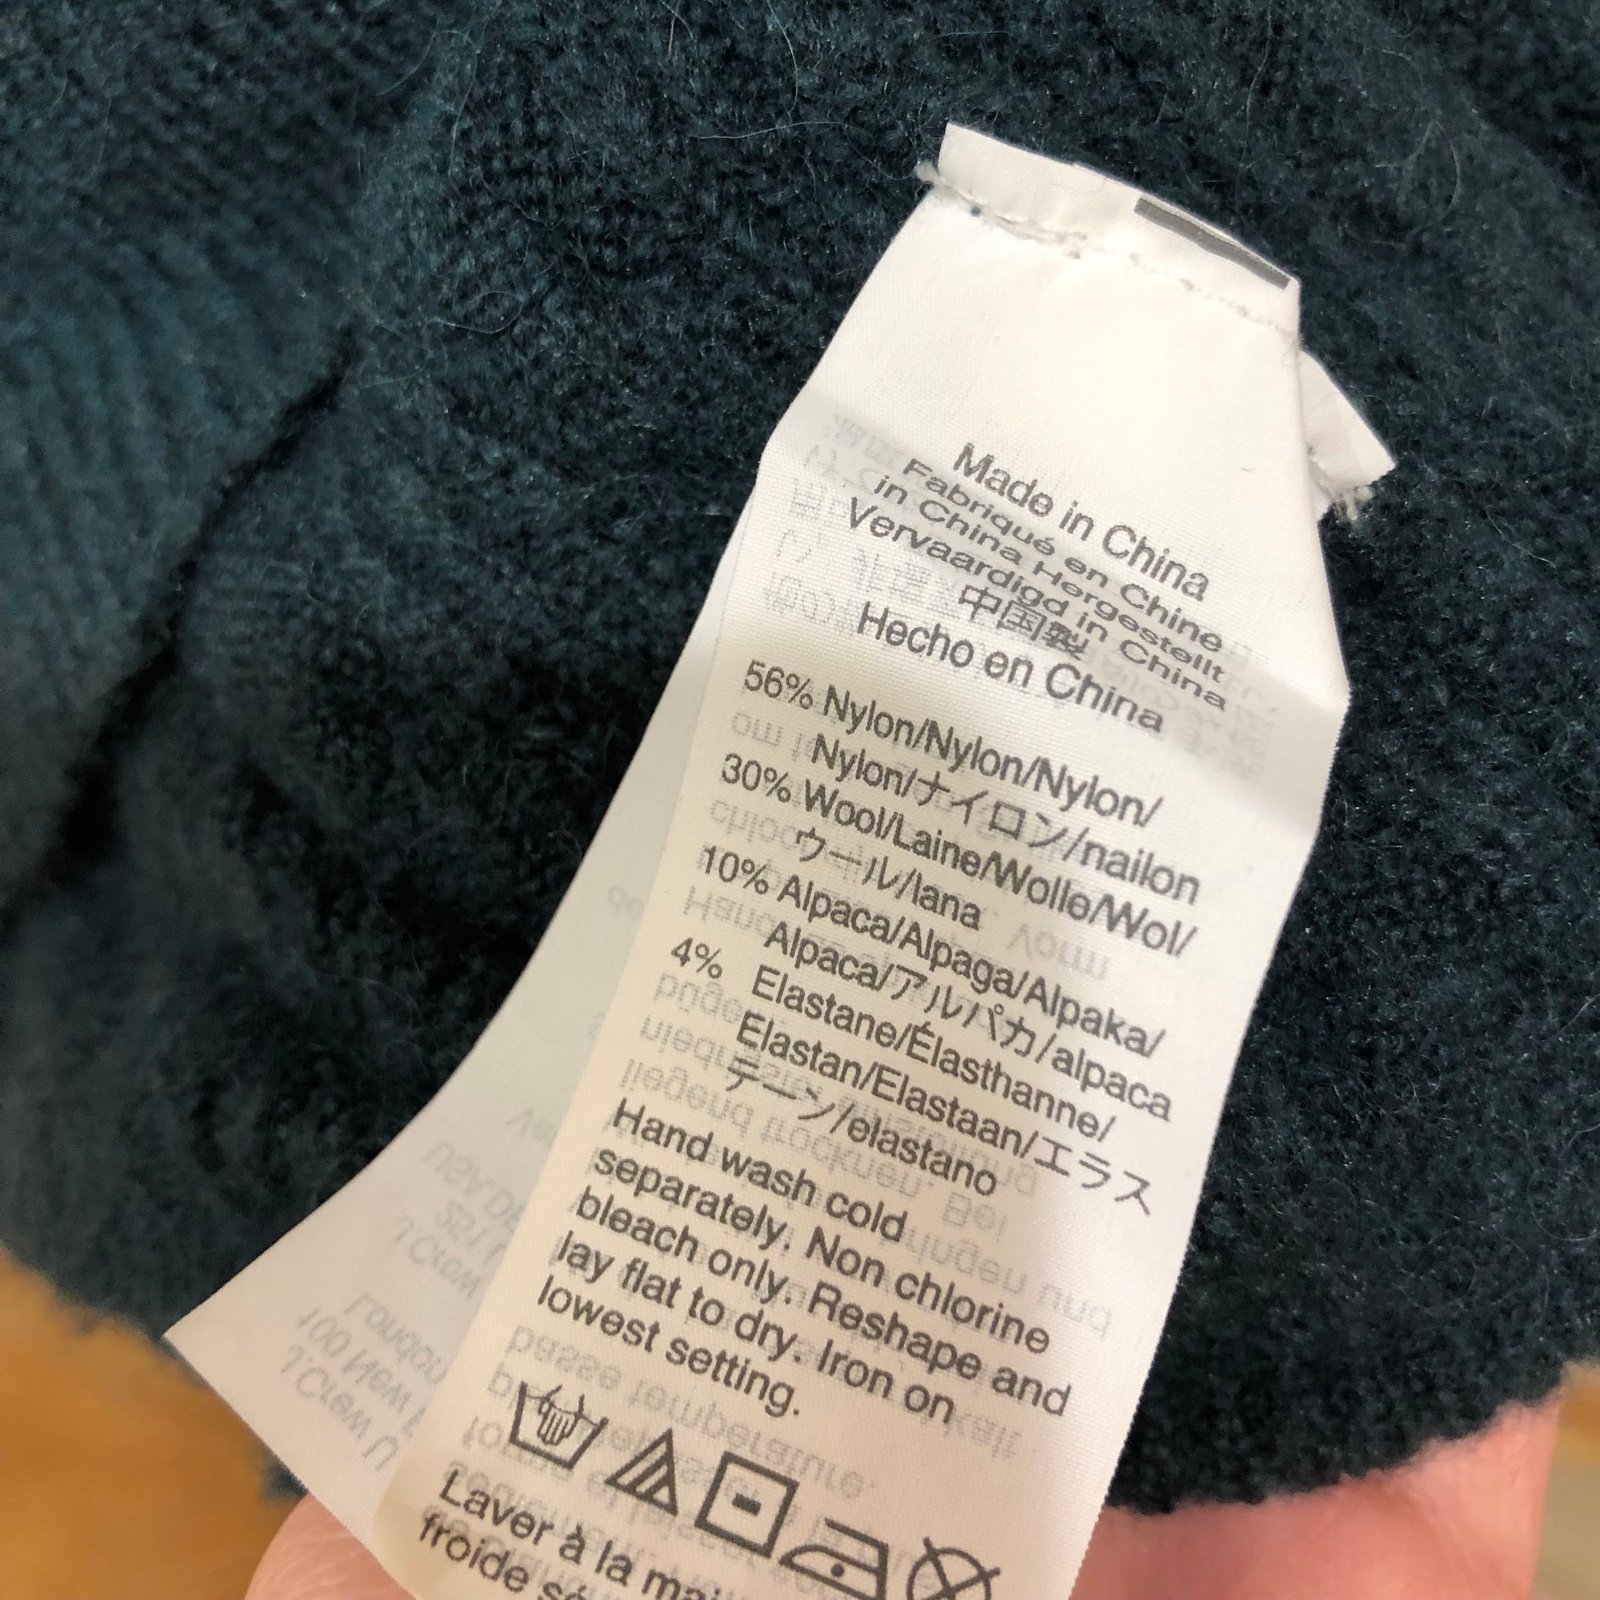 Made in China
Fabriqué en Chine
in China Hergestellt
Vervaardigd in China
中国製
Hecho en China
56% Nylon/Nylon/Nylon/
Nylon/ナイロン/nailon
30% Wool/Laine/Wolle/Wol/
ウール/lana
10% Alpaca/Alpaga/Alpaka/
Alpaca/アルパカ/alpaca
4% Elastane/Élasthanne/
Elastan/Elastaan/エラス
テーン/elastano
Hand wash cold
separately. Non chlorine
bleach only. Reshape and
lay flat to dry. Iron on
lowest setting.
Laver à la
froide